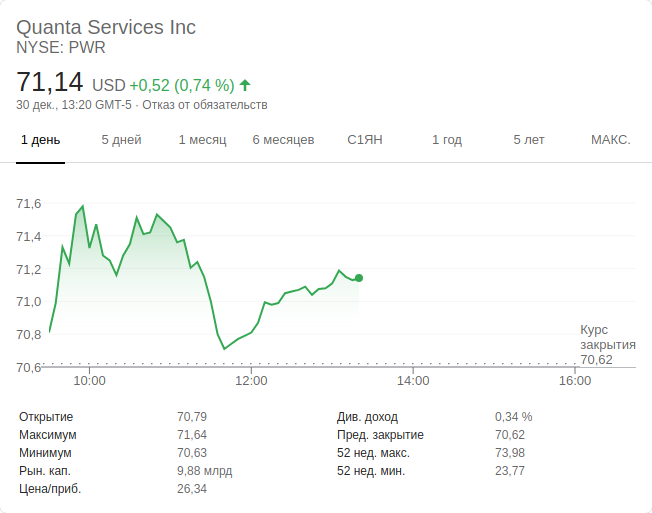 Quanta Services Inc
NYSE: PWR
71,14 USD +0,52 (0,74 %)
30 дек., 13:20 GMT-5 · Отказ от обязательств
1 день 5 дней 1 месяц 6 месяцев С1ЯН 1 год 5 лет МАКС.
71,6
71,4
71,2
71,0
70,8
70,6
Курс
закрытия
70,62
10:00 12:00 14:00 16:00
Открытие 70,79
Максимум 71,64
Минимум 70,63
Рын. кап. 9,88 млрд
Цена/приб. 26,34
Див. доход 0,34 %
Пред. закрытие 70,62
52 нед. макс. 73,98
52 нед. мин. 23,77